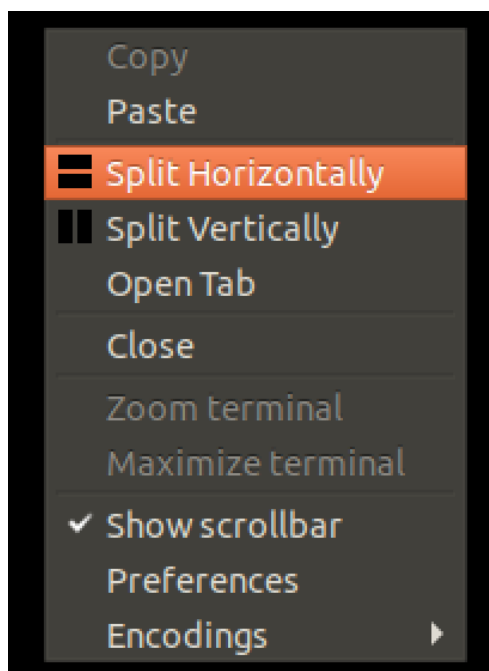 Copy
Paste
Split Horizontally
Split Vertically
Open Tab
Close
Zoom terminal
Maximize terminal
Show scrollbar
Preferences
Encodings